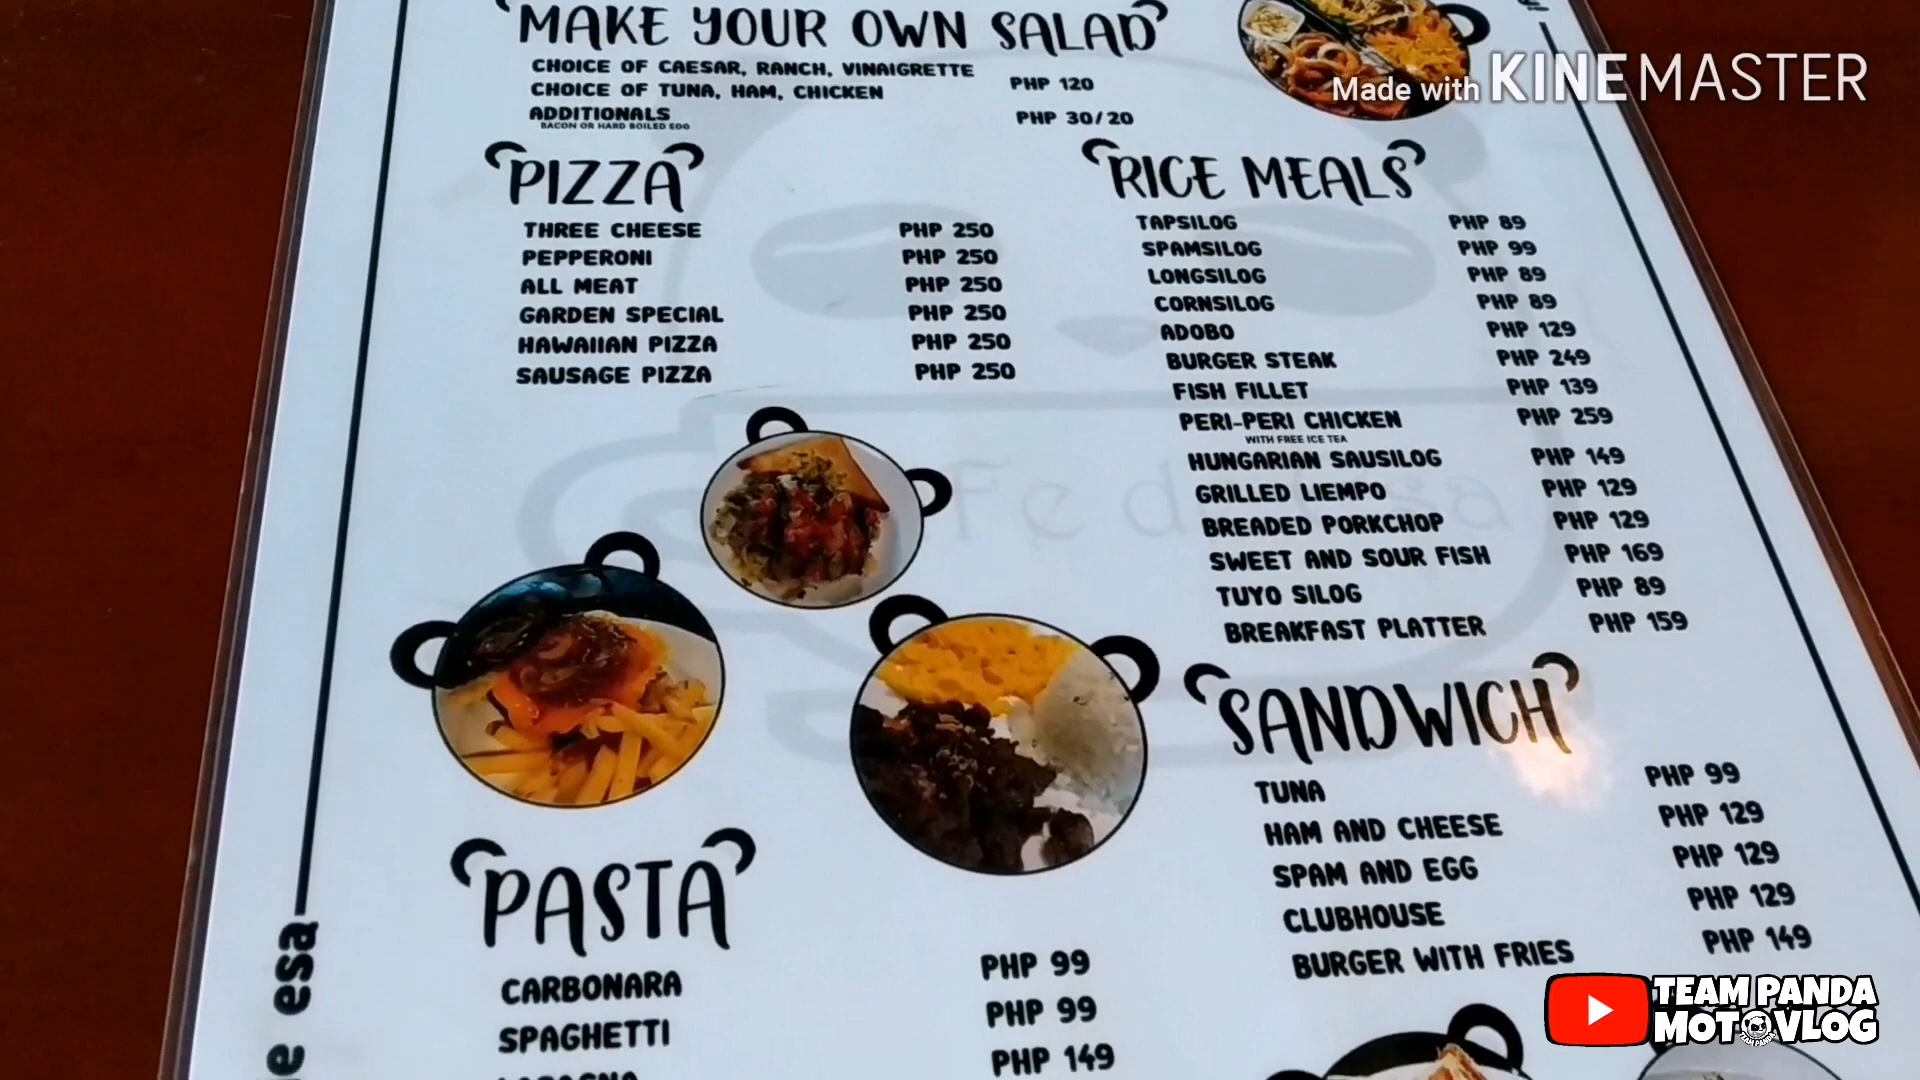 MAKE YOUR OWN SALAD
CHOICE OF CAESAR, RANCH, VINAIGRETTE
CHOICE OF TUNA, HAM, CHICKEN PHP 120
ADDITIONALS PHP 30/20
BACON OR HARD BOILED EGG
PIZZA
THREE CHEESE PHP 250
PEPPERONI PHP 250
ALL MEAT PHP 250
GARDEN SPECIAL PHP 250
HAWAIIAN PIZZA PHP 250
SAUSAGE PIZZA PHP 250
RICE MEALS
TAPSILOG PHP 89
SPAMSILOG PHP 99
LONGSILOG PHP 89
CORNSILOG PHP 89
ADOBO PHP 129
BURGER STEAK PHP 249
FISH FILLET PHP 139
PERI-PERI CHICKEN PHP 259
WITH FREE ICE TEA
HUNGARIAN SAUSILOG PHP 149
GRILLED LIEMPO PHP 129
BREADED PORKCHOP PHP 129
SWEET AND SOUR FISH PHP 169
TUYO SILOG PHP 89
BREAKFAST PLATTER PHP 159
SANDWICH
TUNA PHP 99
HAM AND CHEESE PHP 129
SPAM AND EGG PHP 129
CLUBHOUSE PHP 129
BURGER WITH FRIES PHP 149
PASTA
CARBONARA PHP 99
SPAGHETTI PHP 99
PHP 149
esa
Made with KINEMASTER
TEAM PANDA
MOTOVLOG